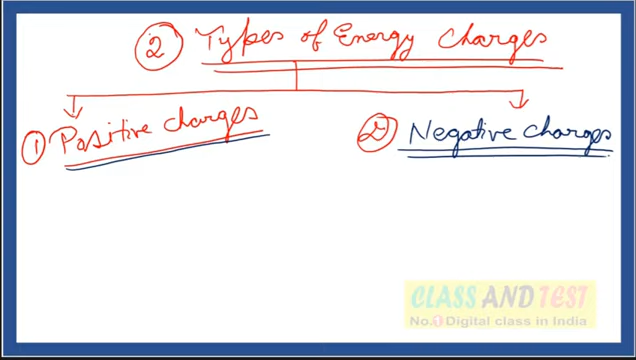 ② Types of Energy Charges
① Positive charges
② Negative charges
CLASS AND TEST
No.1 Digital class in India